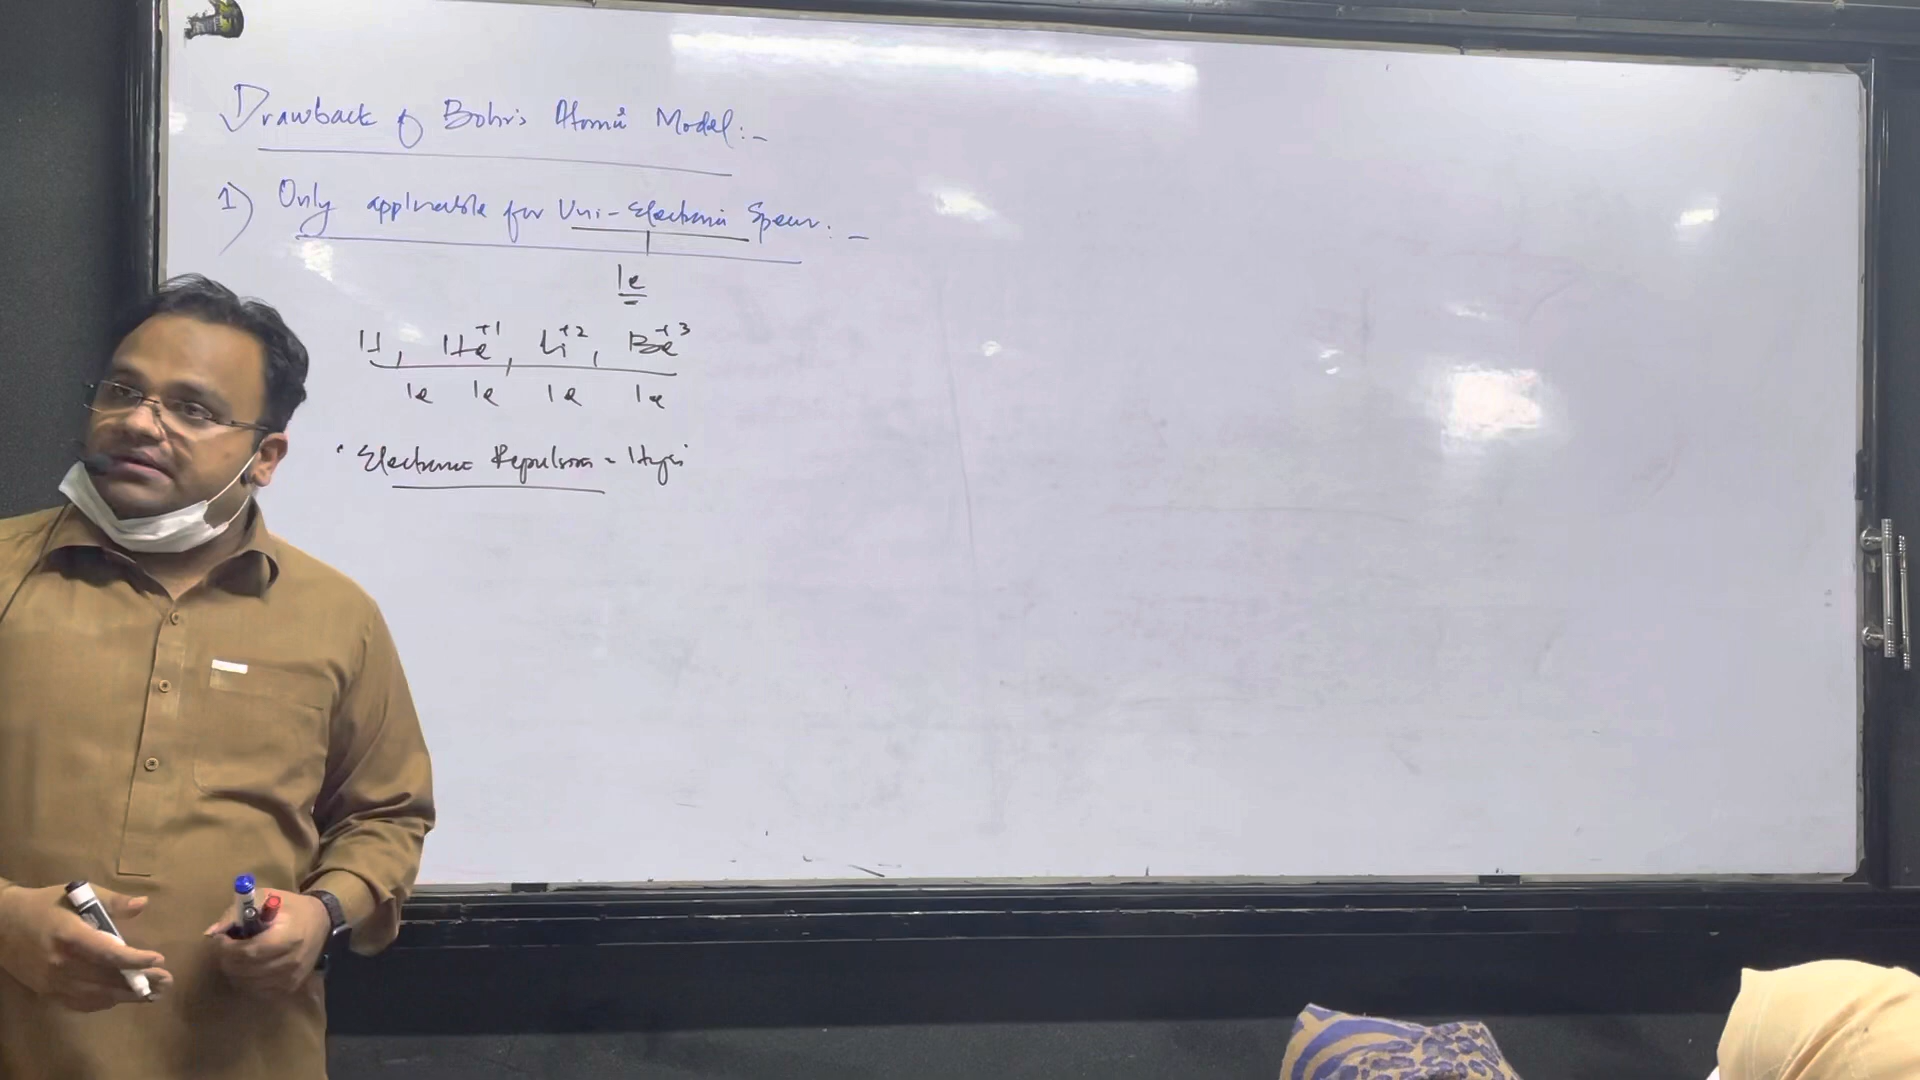 Drawback of Bohr's Atomic Model:-
1) Only applicable for Uni-Electronic Specie:-
1e
H, He+1, Li+2, Be+3
1e 1e 1e 1e
Electronic Repulsion -